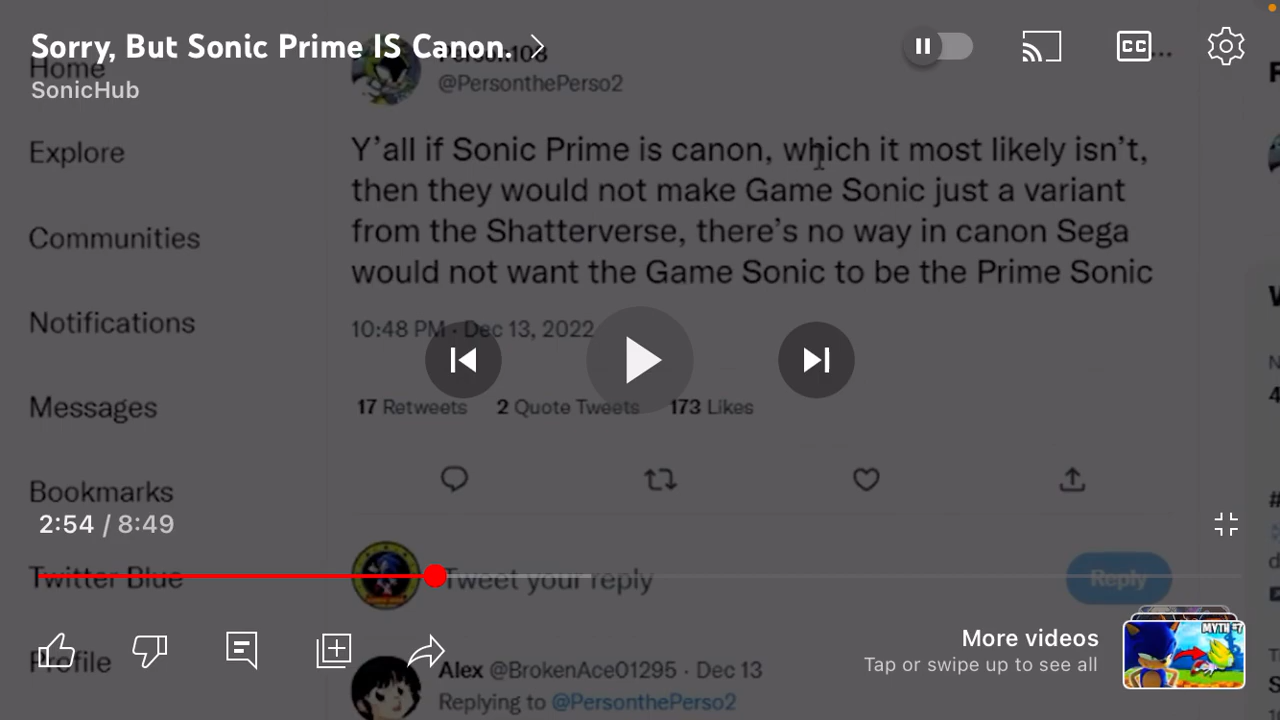 Sorry, But Sonic Prime IS Canon.
SonicHub
CC
Home
Explore
Communities
Notifications
Messages
Bookmarks
Twitter Blue
Profile
@PersonthePerso2
Y’all if Sonic Prime is canon, which it most likely isn’t,
then they would not make Game Sonic just a variant
from the Shatterverse, there’s no way in canon Sega
would not want the Game Sonic to be the Prime Sonic
10:48 PM · Dec 13, 2022
17 Retweets 2 Quote Tweets 173 Likes
2:54 / 8:49
Tweet your reply
Reply
Alex @BrokenAce01295 · Dec 13
Replying to @PersonthePerso2
More videos
Tap or swipe up to see all
MYTH #7